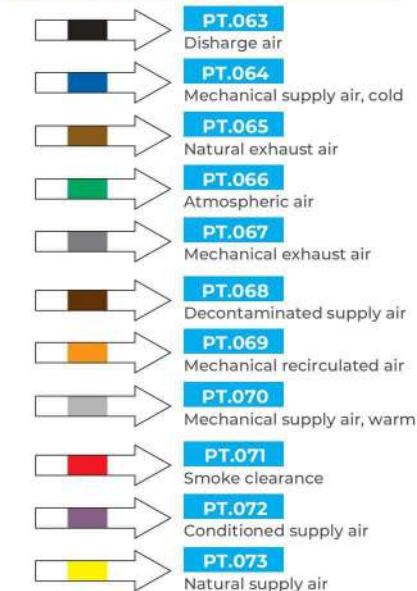 PT.063
Disharge air
PT.064
Mechanical supply air, cold
PT.065
Natural exhaust air
PT.066
Atmospheric air
PT.067
Mechanical exhaust air
PT.068
Decontaminated supply air
PT.069
Mechanical recirculated air
PT.070
Mechanical supply air, warm
PT.071
Smoke clearance
PT.072
Conditioned supply air
PT.073
Natural supply air